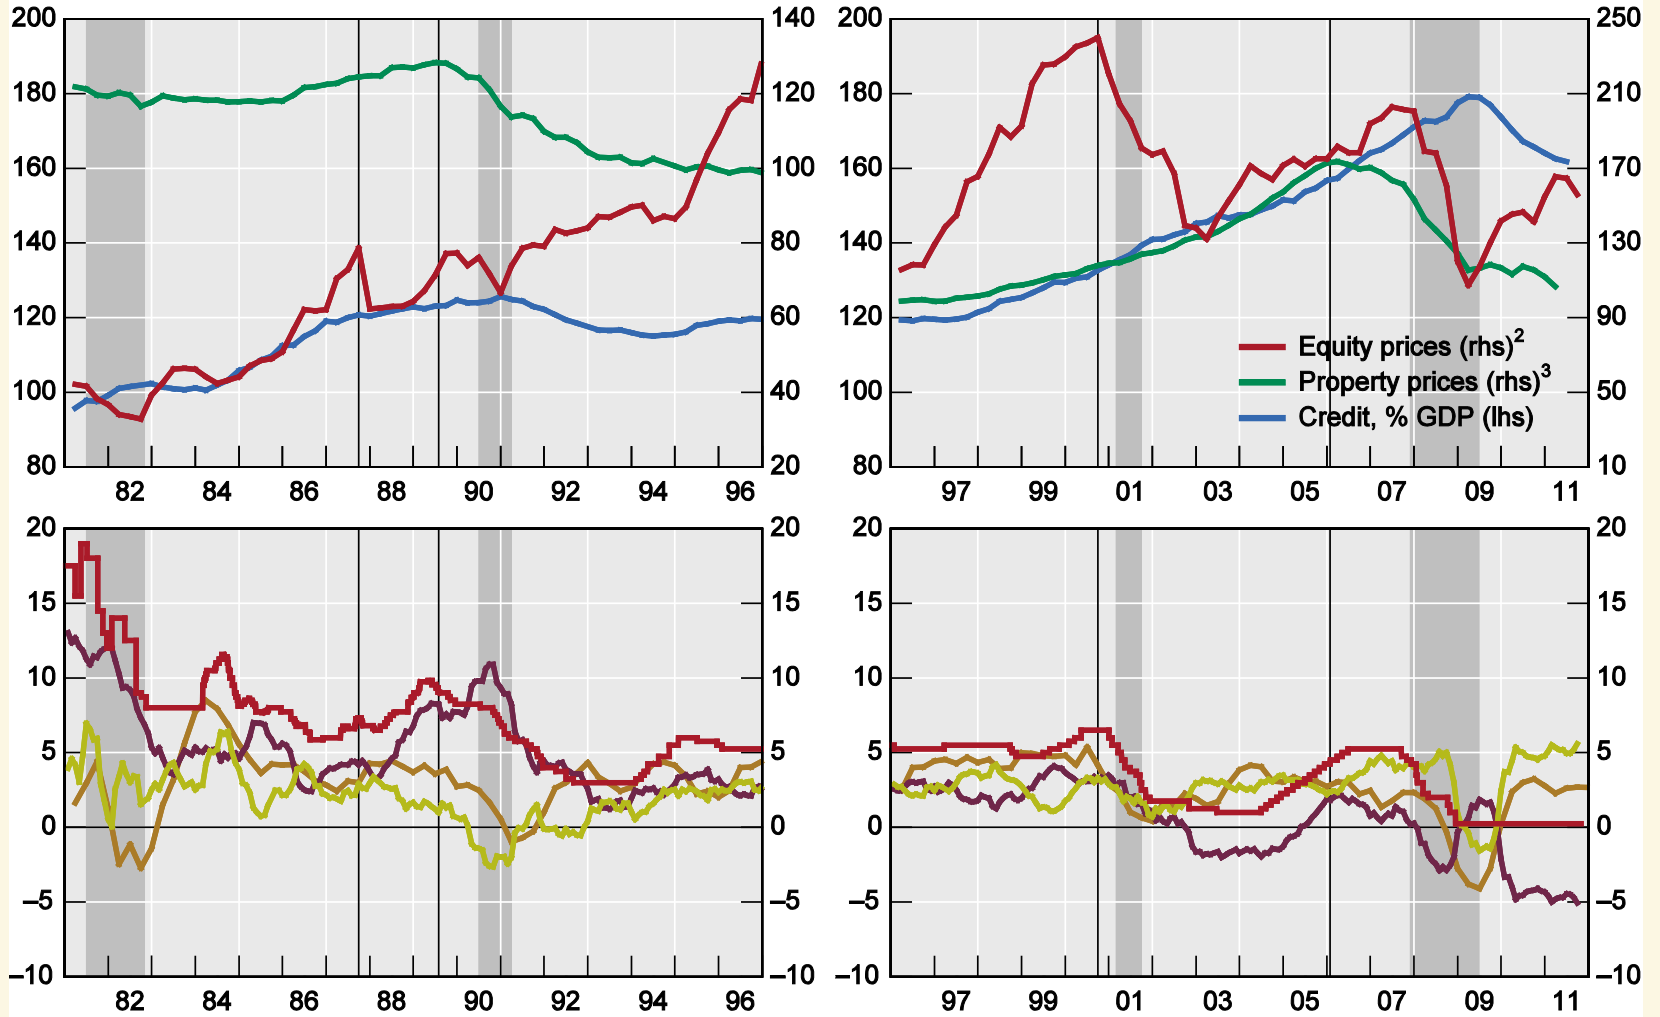 200 140 200 250
180 120 180 210
160 100 160 170
140 80 140 130
120 60 120 90
Equity prices (rhs)2
Property prices (rhs)3
100 40 100 50
Credit, % GDP (lhs)
80 20 80 10
82 84 86 88 90 92 94 96 97 99 01 03 05 07 09 11
20 20 20 20
15 15 15 15
10 10 10 10
5 5 5 5
0 0 0 0
–5 –5 –5 –5
–10 –10 –10 –10
82 84 86 88 90 92 94 96 97 99 01 03 05 07 09 11